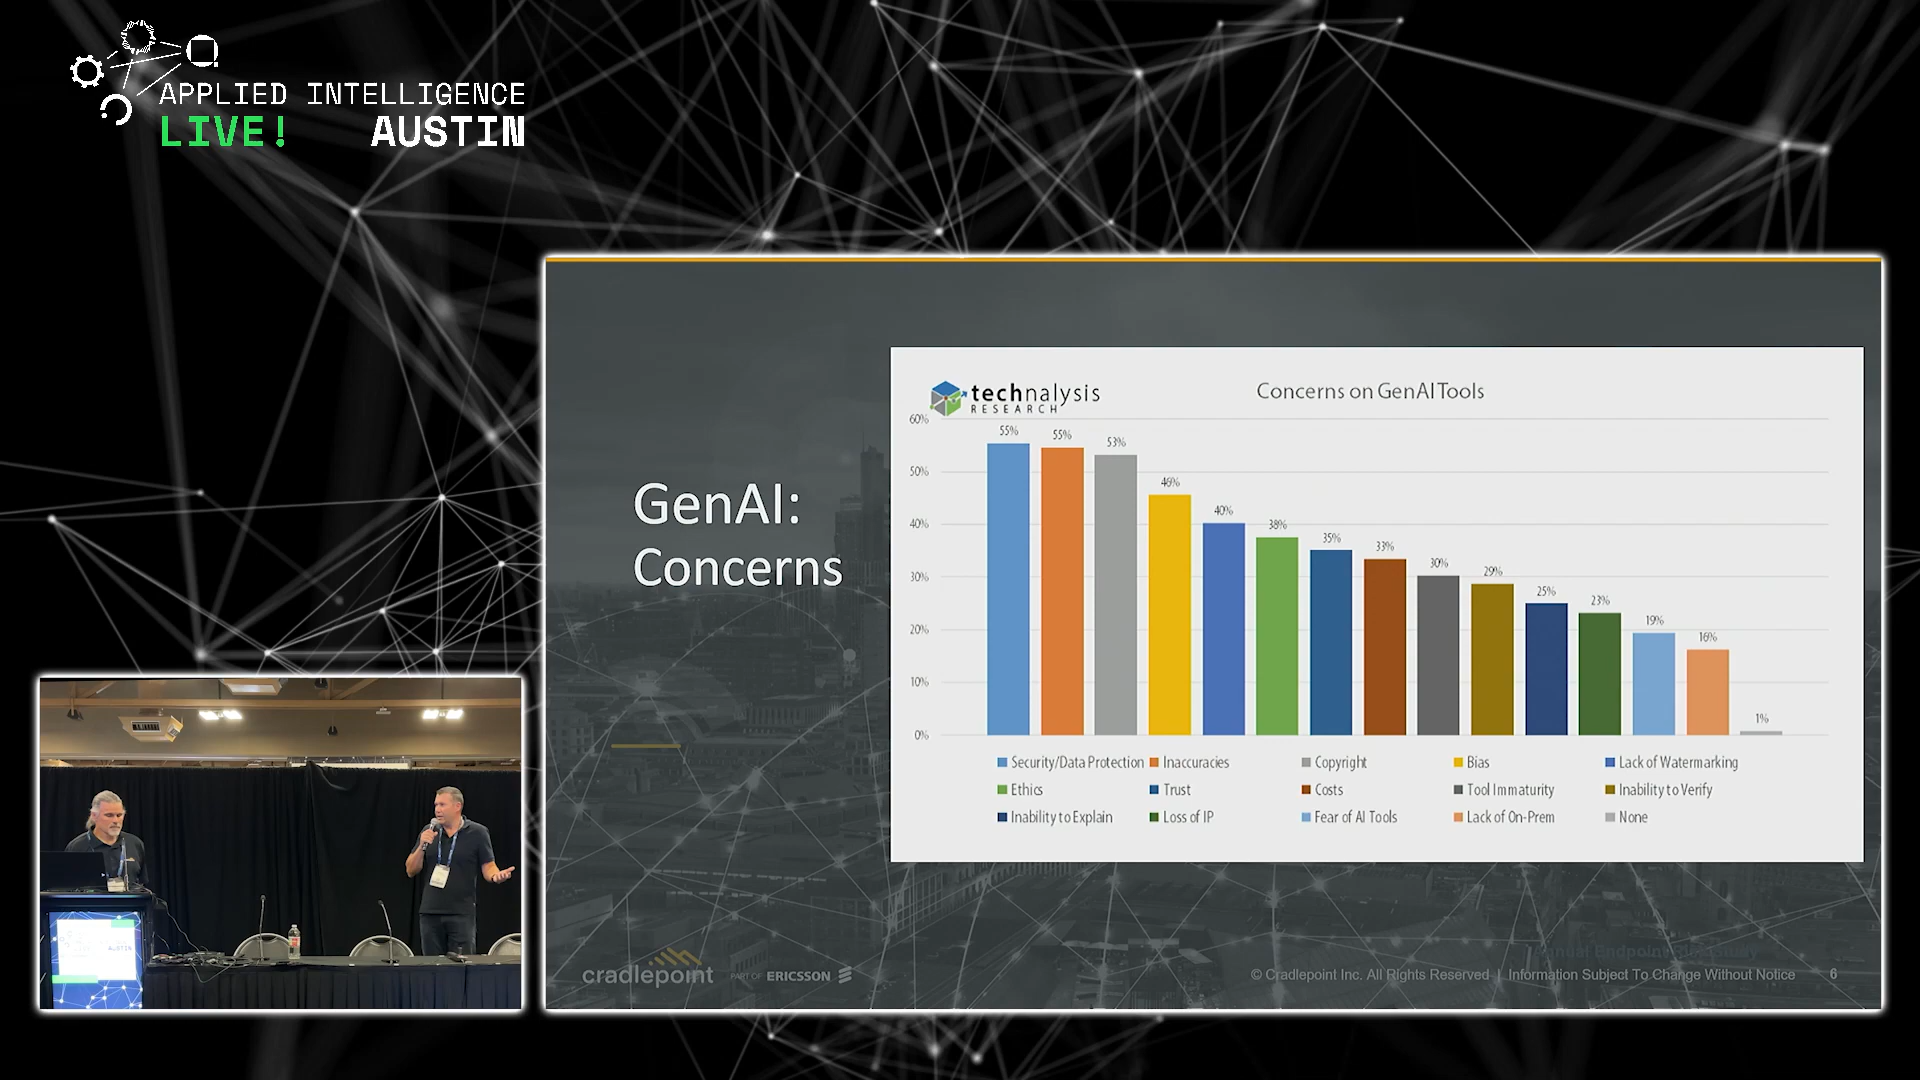 APPLIED INTELLIGENCE
LIVE! AUSTIN
GenAI:
Concerns
technalysis
RESEARCH
Concerns on GenAI Tools
60%
50%
40%
30%
20%
10%
0%
55%
55%
53%
46%
40%
38%
35%
33%
30%
29%
25%
23%
19%
16%
1%
Security/Data Protection Inaccuracies Copyright Bias Lack of Watermarking
Ethics Trust Costs Tool Immaturity Inability to Verify
Inability to Explain Loss of IP Fear of AI Tools Lack of On-Prem None
cradlepoint PART OF ERICSSON
© Cradlepoint Inc. All Rights Reserved | Information Subject To Change Without Notice 6
AUSTIN